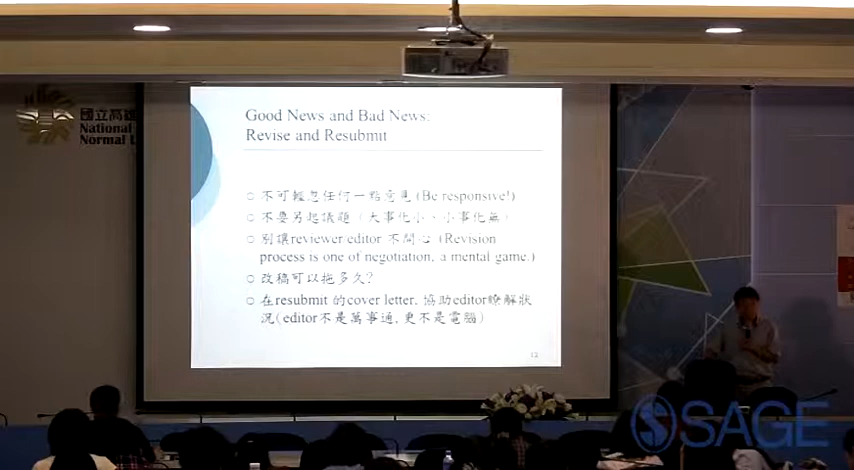 國立高雄
National
Normal
Good News and Bad News:
Revise and Resubmit
不可輕忽任何一點意見 (Be responsive!)
不要另起議題 (大事化小、小事化無)
別讓reviewer/editor 不開心 (Revision
process is one of negotiation, a mental game.)
改稿可以拖多久?
在resubmit 的cover letter, 協助editor瞭解狀
況(editor不是萬事通, 更不是電腦)
12
SAGE